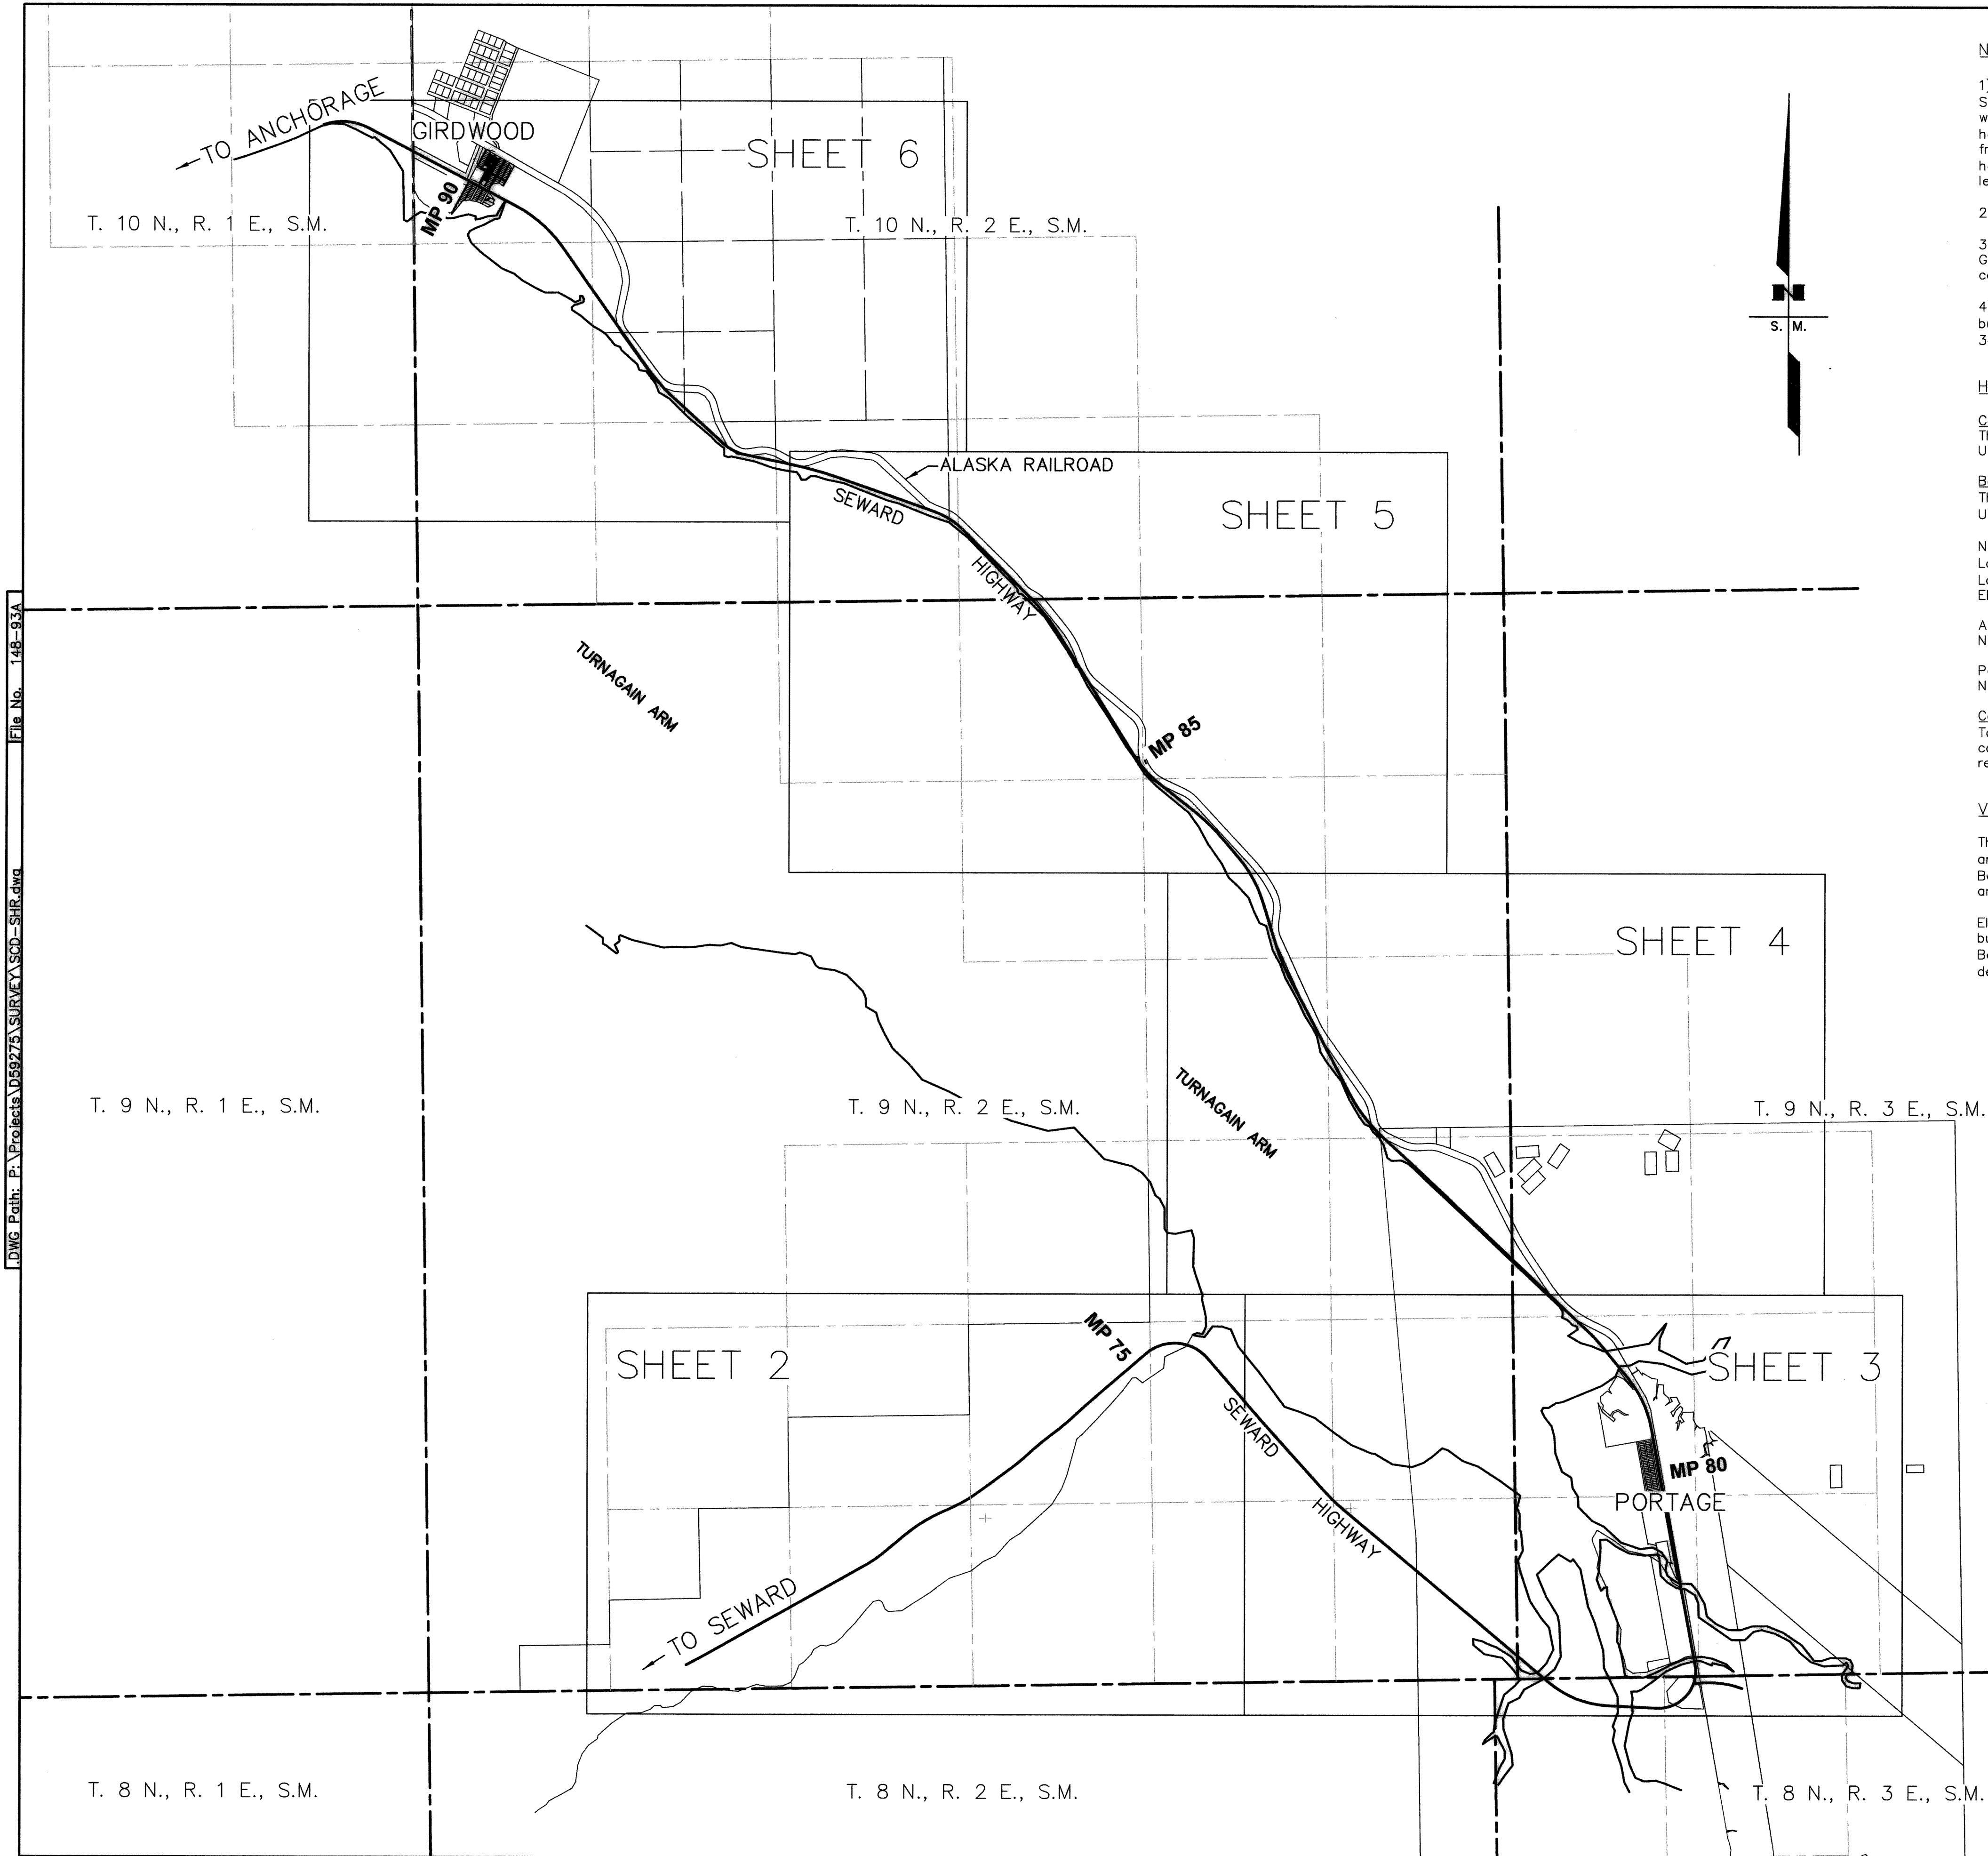 TO ANCHORAGE
GIRDWOOD
SHEET 6
MP 90
T. 10 N., R. 1 E., S.M.
T. 10 N., R. 2 E., S.M.
N
S. M.
ALASKA RAILROAD
SEWARD
HIGHWAY
SHEET 5
TURNAGAIN ARM
MP 85
SHEET 4
TURNAGAIN ARM
T. 9 N., R. 1 E., S.M.
T. 9 N., R. 2 E., S.M.
T. 9 N., R. 3 E., S.M.
SHEET 2
MP 75
SEWARD
HIGHWAY
SHEET 3
MP 80
PORTAGE
TO SEWARD
T. 8 N., R. 1 E., S.M.
T. 8 N., R. 2 E., S.M.
T. 8 N., R. 3 E., S.M.
File No. 148-93A
.DWG Path: P:\Projects\D59275\SURVEY\SCD-SHR.dwg